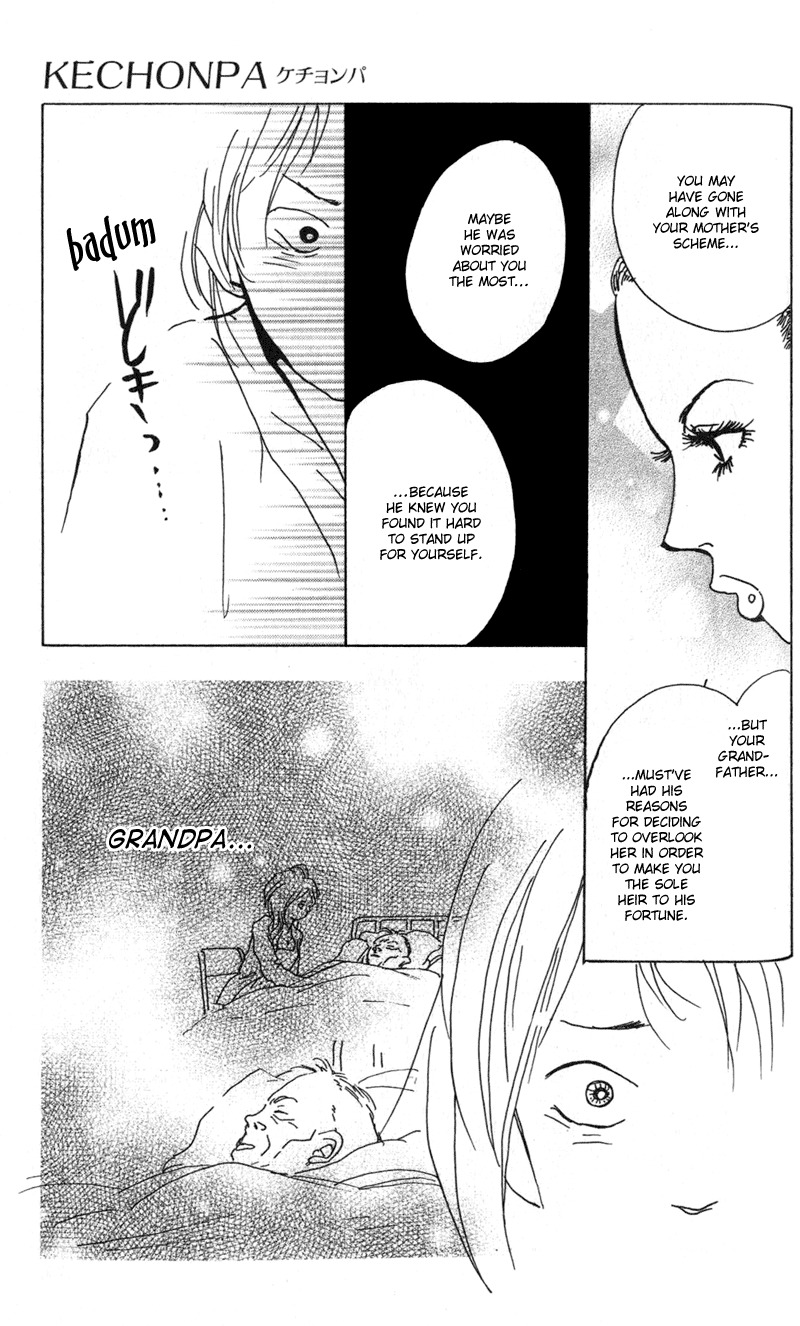 KECHONPA ケチョンパ
YOU MAY
HAVE GONE
ALONG WITH
YOUR MOTHER'S
SCHEME...
...BUT
YOUR
GRAND-
FATHER...
...MUST'VE
HAD HIS
REASONS
FOR DECIDING
TO OVERLOOK
HER IN ORDER
TO MAKE YOU
THE SOLE
HEIR TO HIS
FORTUNE.
MAYBE
HE WAS
WORRIED
ABOUT YOU
THE MOST...
...BECAUSE
HE KNEW YOU
FOUND IT HARD
TO STAND UP
FOR YOURSELF.
badum
どきっ...
GRANDPA...